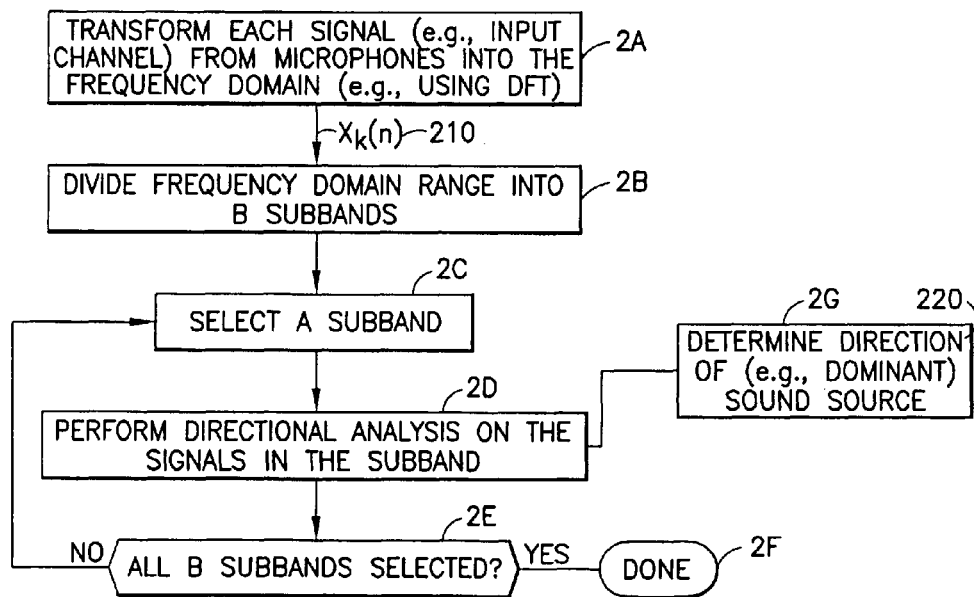 TRANSFORM EACH SIGNAL (e.g., INPUT
CHANNEL) FROM MICROPHONES INTO THE
FREQUENCY DOMAIN (e.g., USING DFT)
2A
Xk(n) 210
DIVIDE FREQUENCY DOMAIN RANGE INTO
B SUBBANDS
2B
2C
SELECT A SUBBAND
2G
220
DETERMINE DIRECTION
OF (e.g., DOMINANT)
SOUND SOURCE
2D
PERFORM DIRECTIONAL ANALYSIS ON THE
SIGNALS IN THE SUBBAND
2E
NO
ALL B SUBBANDS SELECTED?
YES
DONE
2F